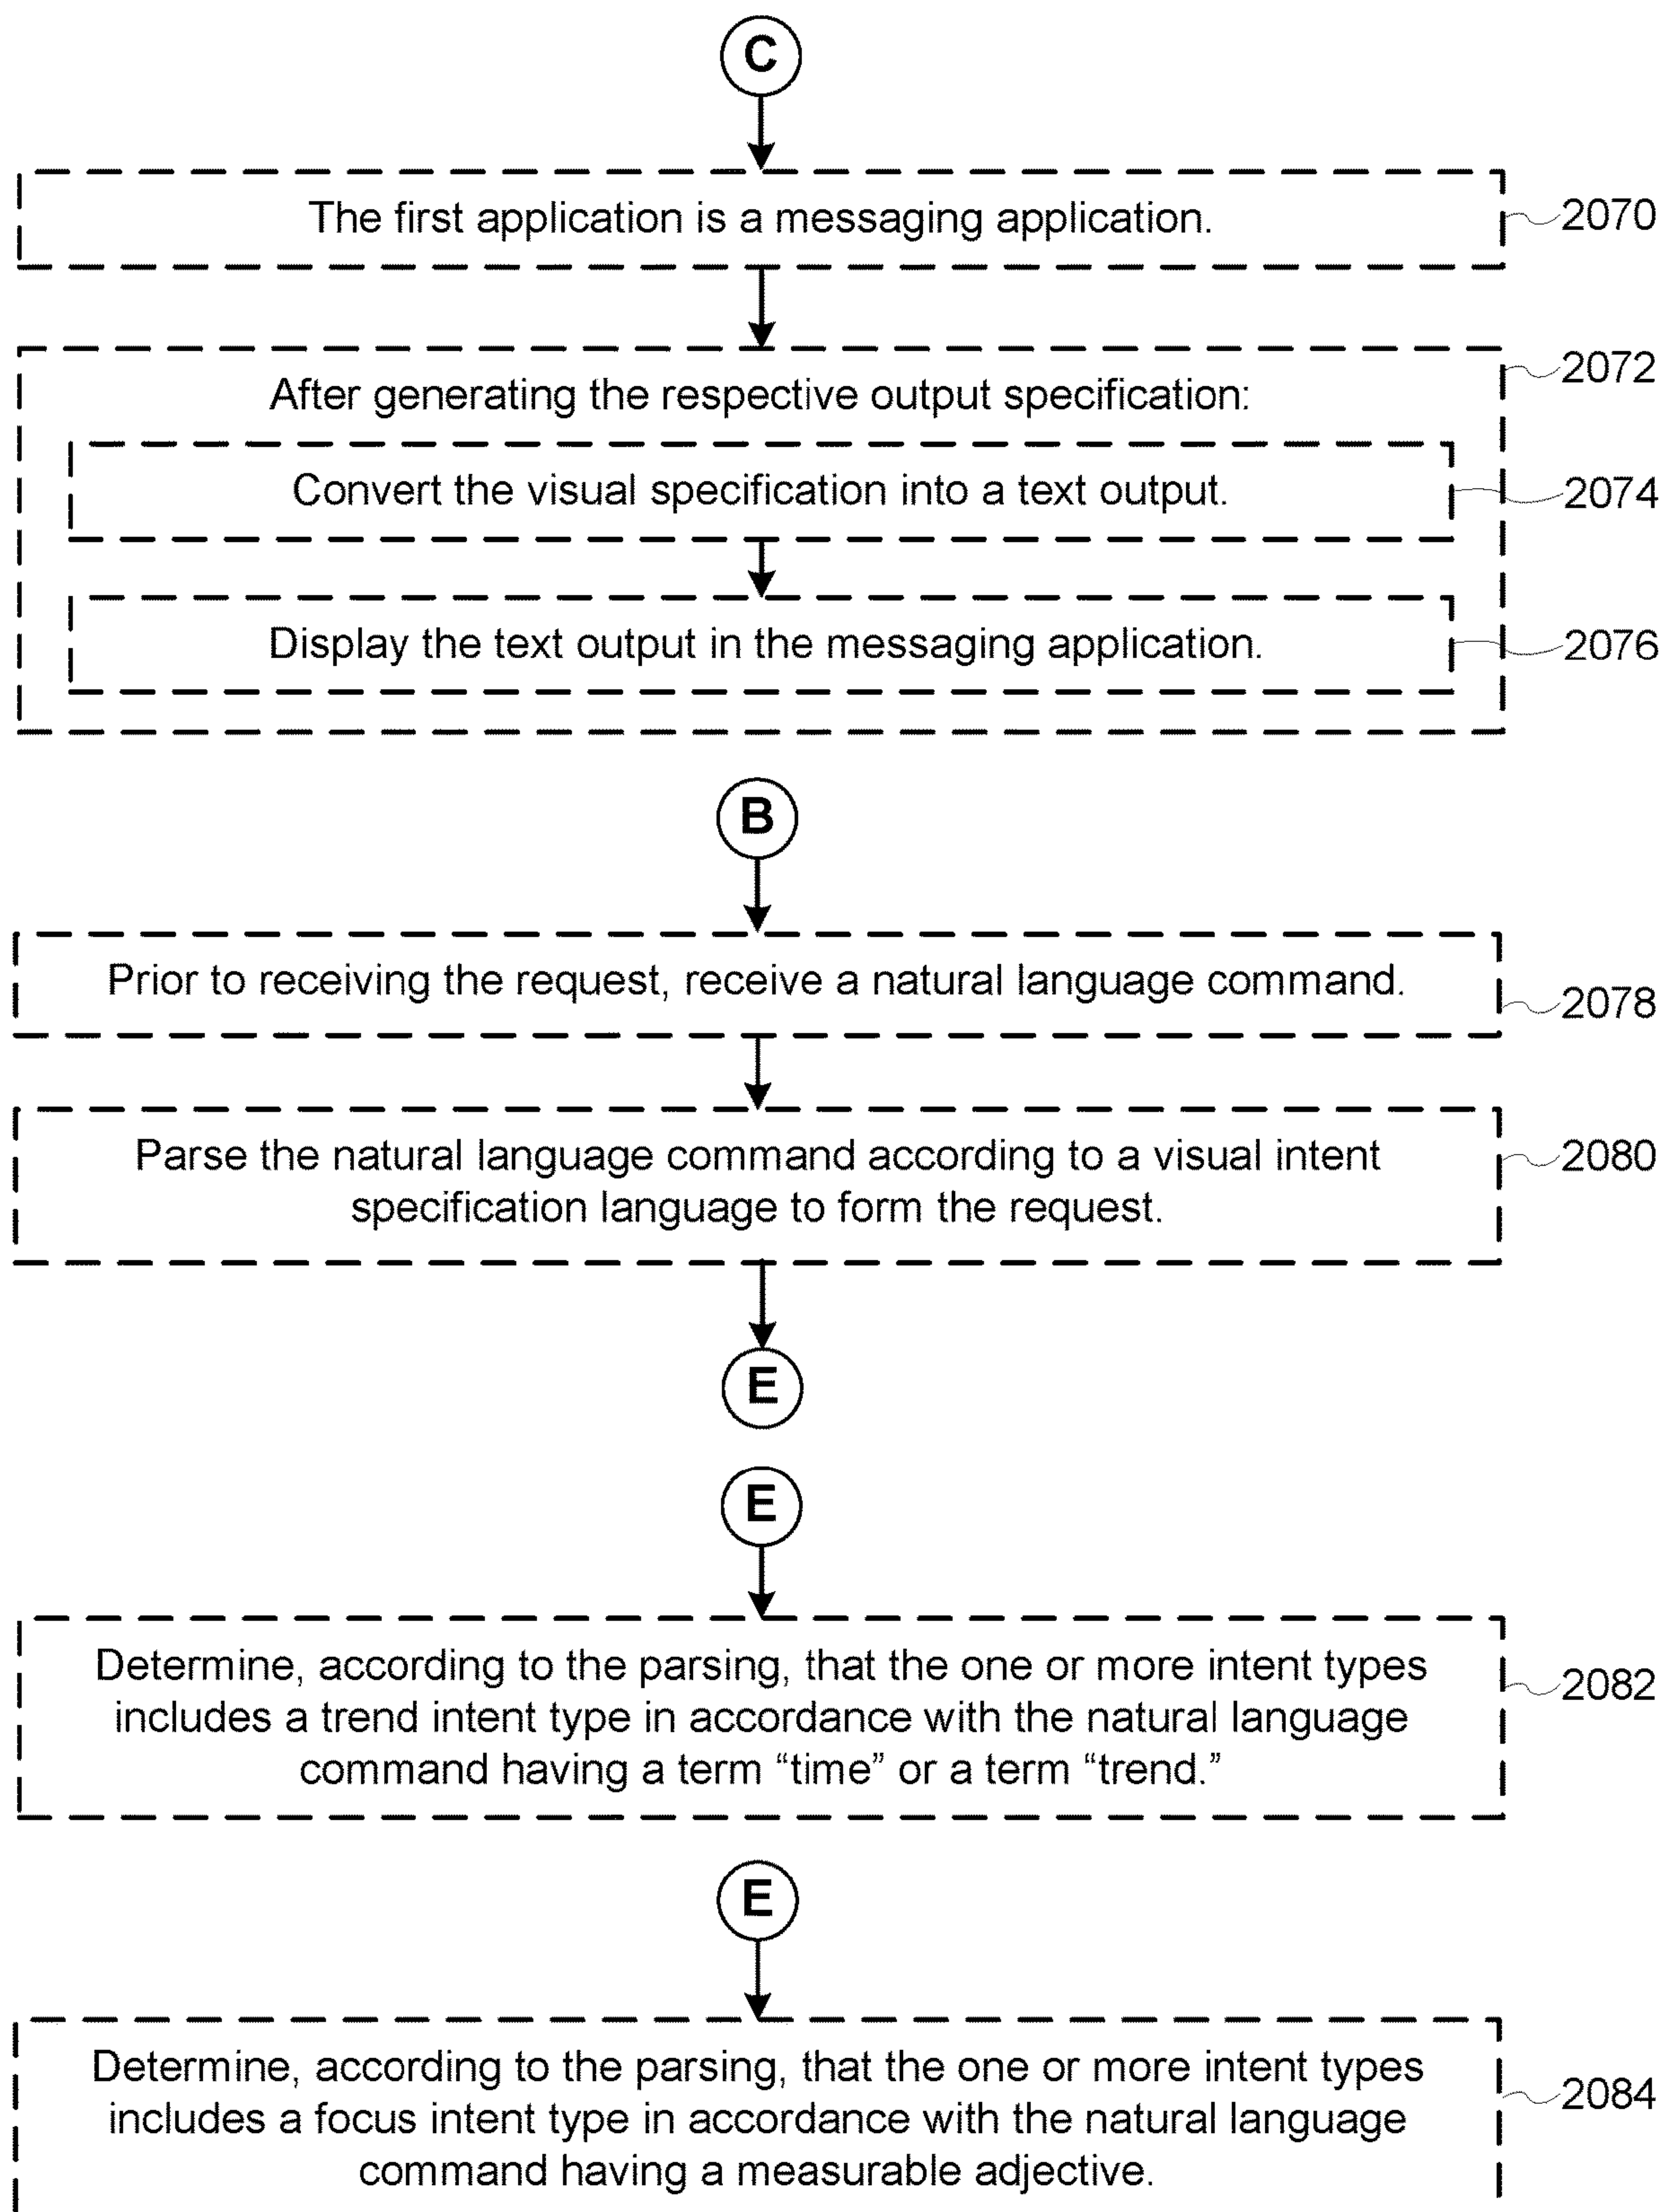 C
The first application is a messaging application.
2070
After generating the respective output specification:
2072
Convert the visual specification into a text output.
2074
Display the text output in the messaging application.
2076
B
Prior to receiving the request, receive a natural language command.
2078
Parse the natural language command according to a visual intent
specification language to form the request.
2080
E
E
Determine, according to the parsing, that the one or more intent types
includes a trend intent type in accordance with the natural language
command having a term “time” or a term “trend.”
2082
E
Determine, according to the parsing, that the one or more intent types
includes a focus intent type in accordance with the natural language
command having a measurable adjective.
2084